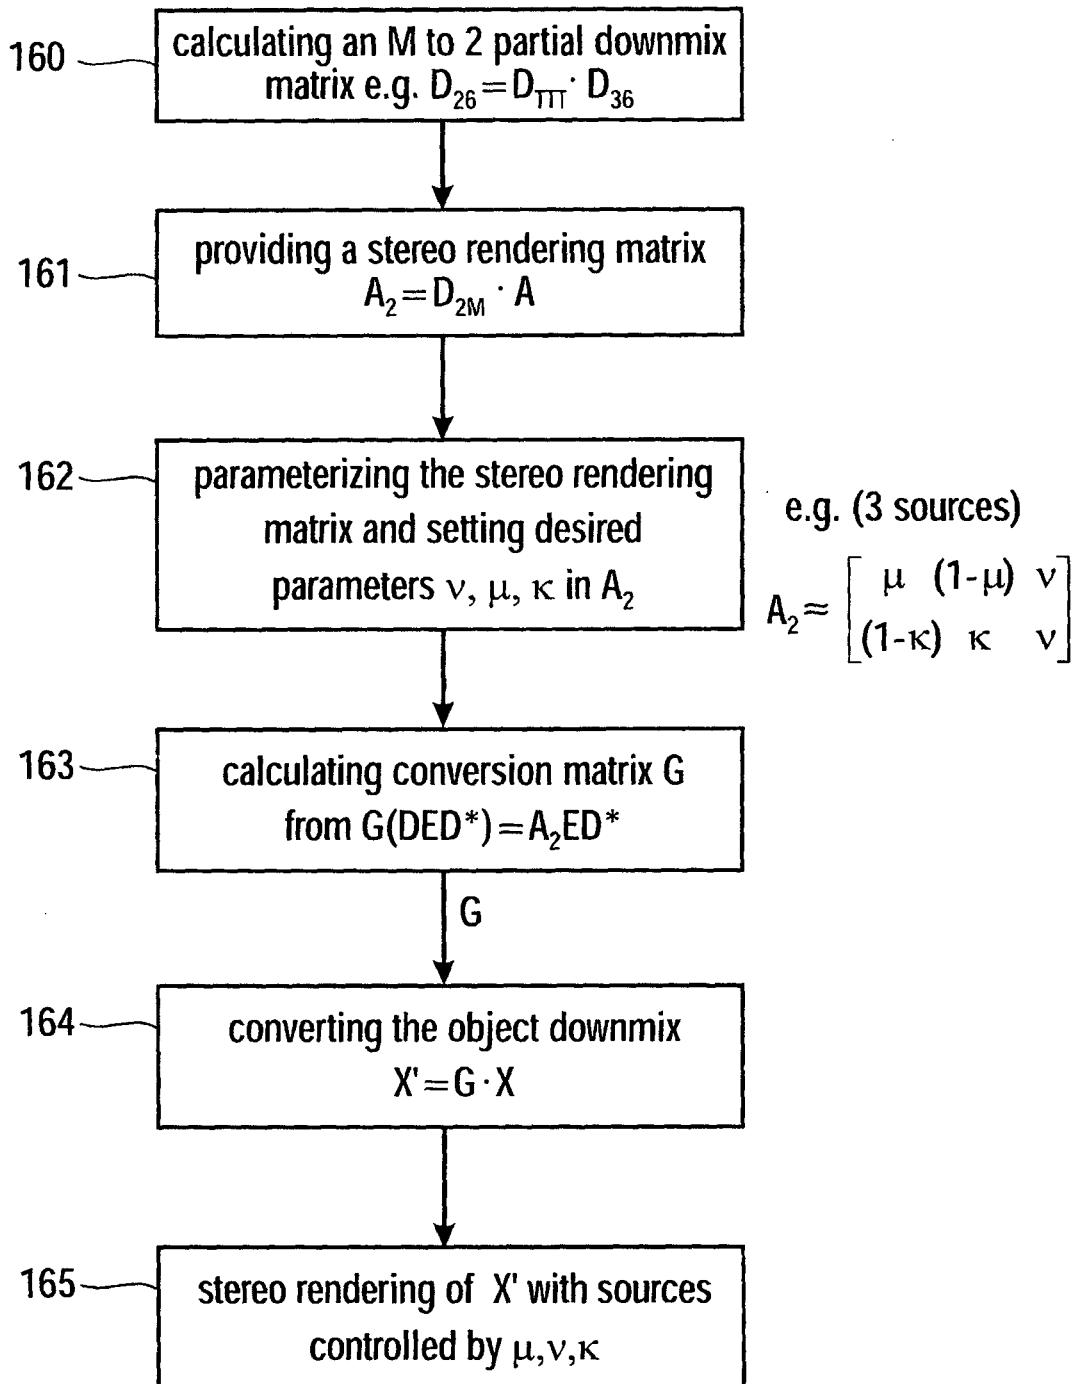 160
calculating an M to 2 partial downmix
matrix e.g. D₂₆=D_TTT · D₃₆
161
providing a stereo rendering matrix
A₂=D₂M · A
162
parameterizing the stereo rendering
matrix and setting desired
parameters ν, μ, κ in A₂
e.g. (3 sources)
A₂≈ [ μ (1-μ) ν
(1-κ) κ ν ]
163
calculating conversion matrix G
from G(DED*)=A₂ED*
G
164
converting the object downmix
X'=G·X
165
stereo rendering of X' with sources
controlled by μ,ν,κ